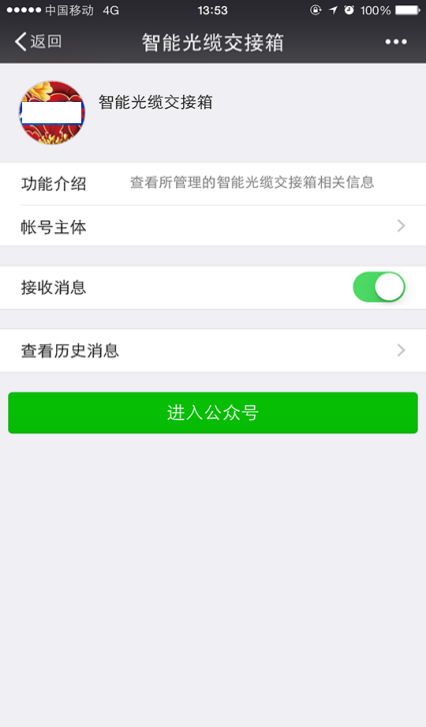 中国移动 4G 13:53 100%
返回 智能光缆交接箱
智能光缆交接箱
功能介绍 查看所管理的智能光缆交接箱相关信息
帐号主体
接收消息
查看历史消息
进入公众号